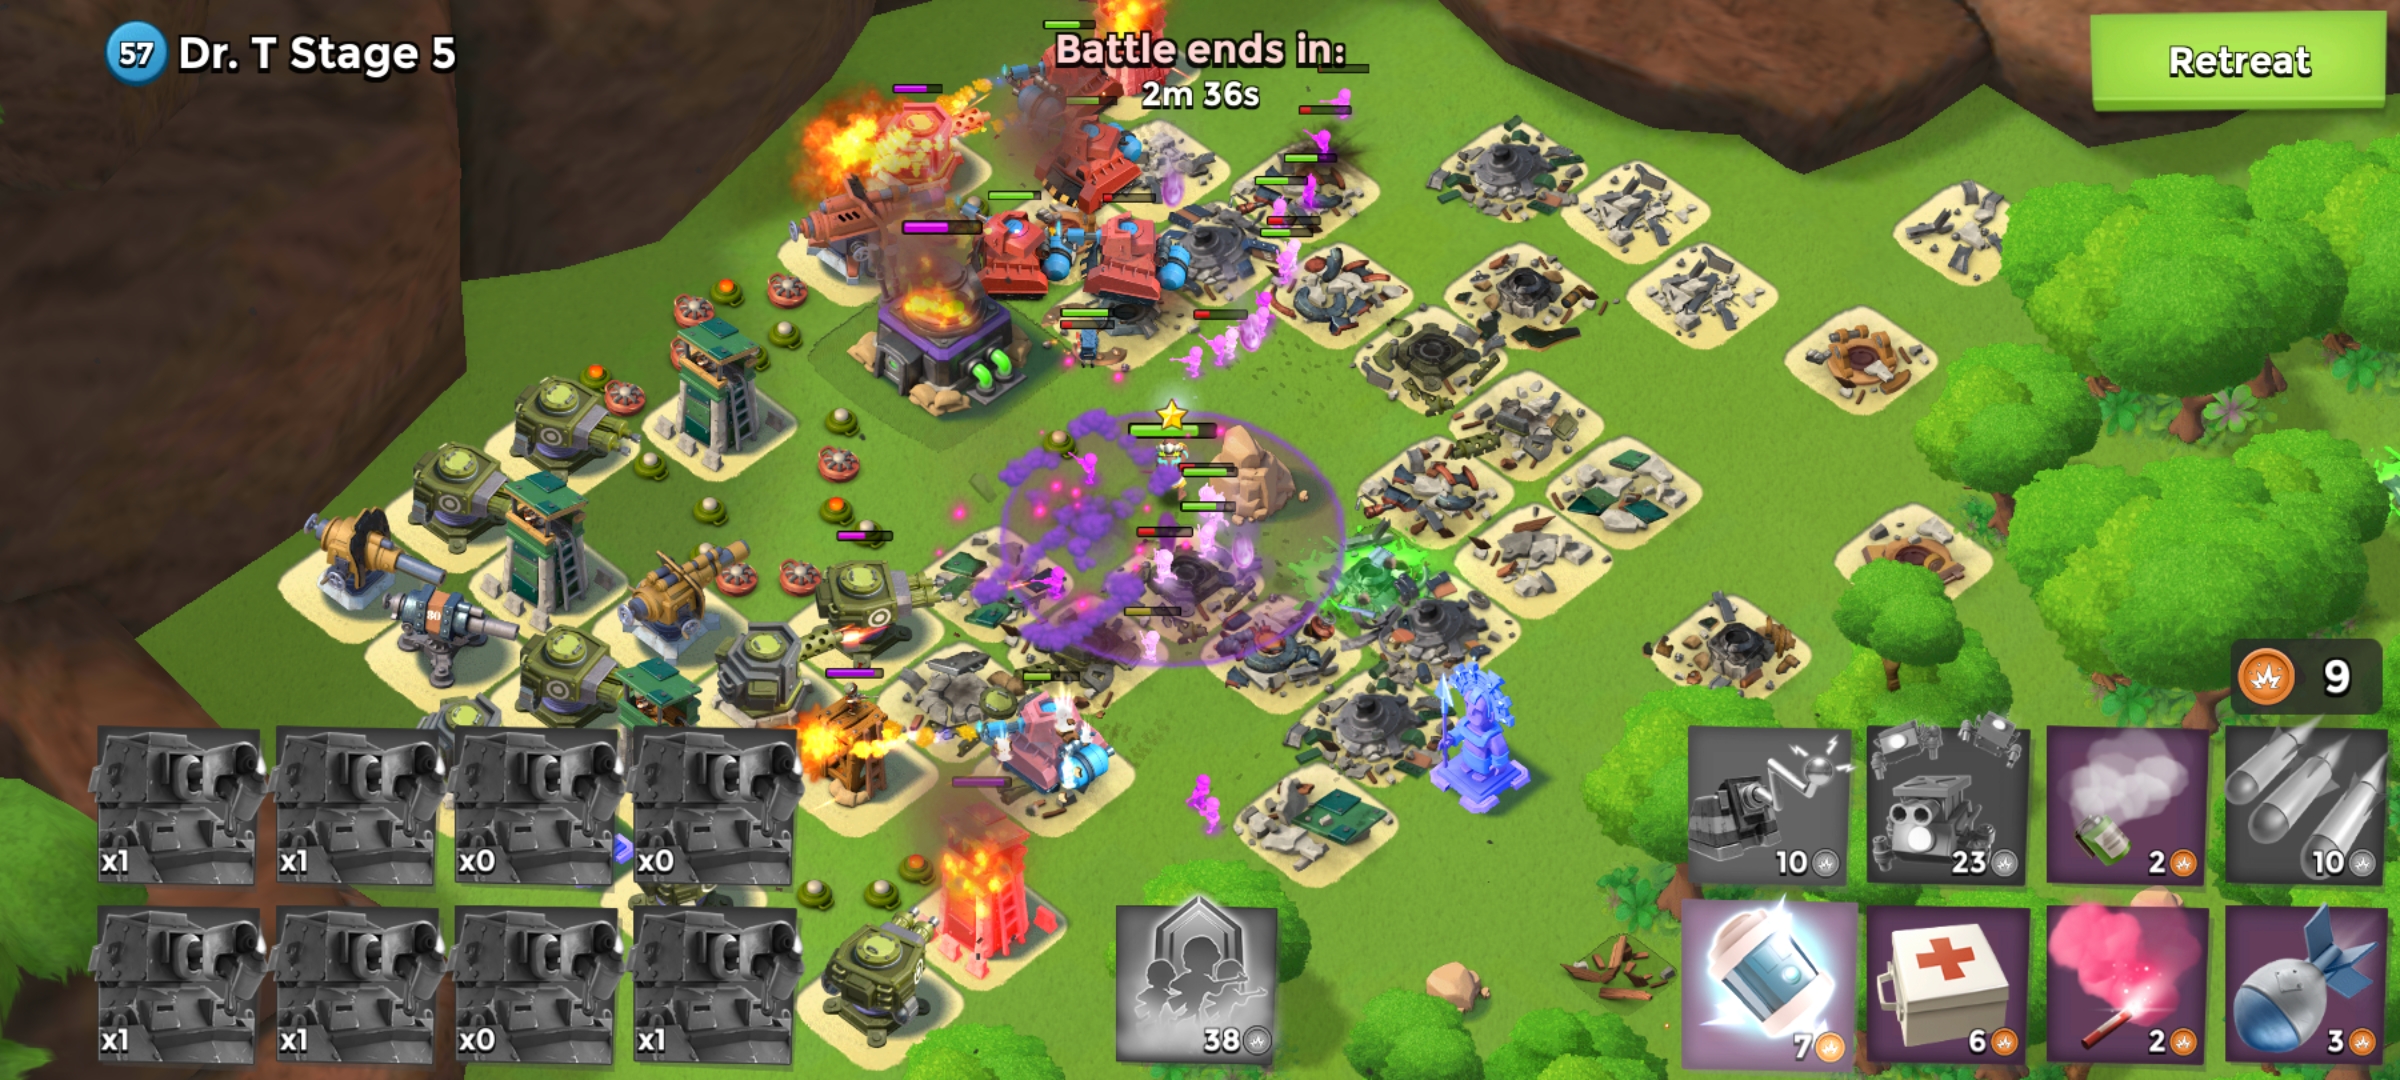 57 Dr. T Stage 5
Battle ends in:
2m 36s
Retreat
30
9
x1 x1 x0 x0
10 23 2 10
x1 x1 x0 x1
38
7 6 2 3